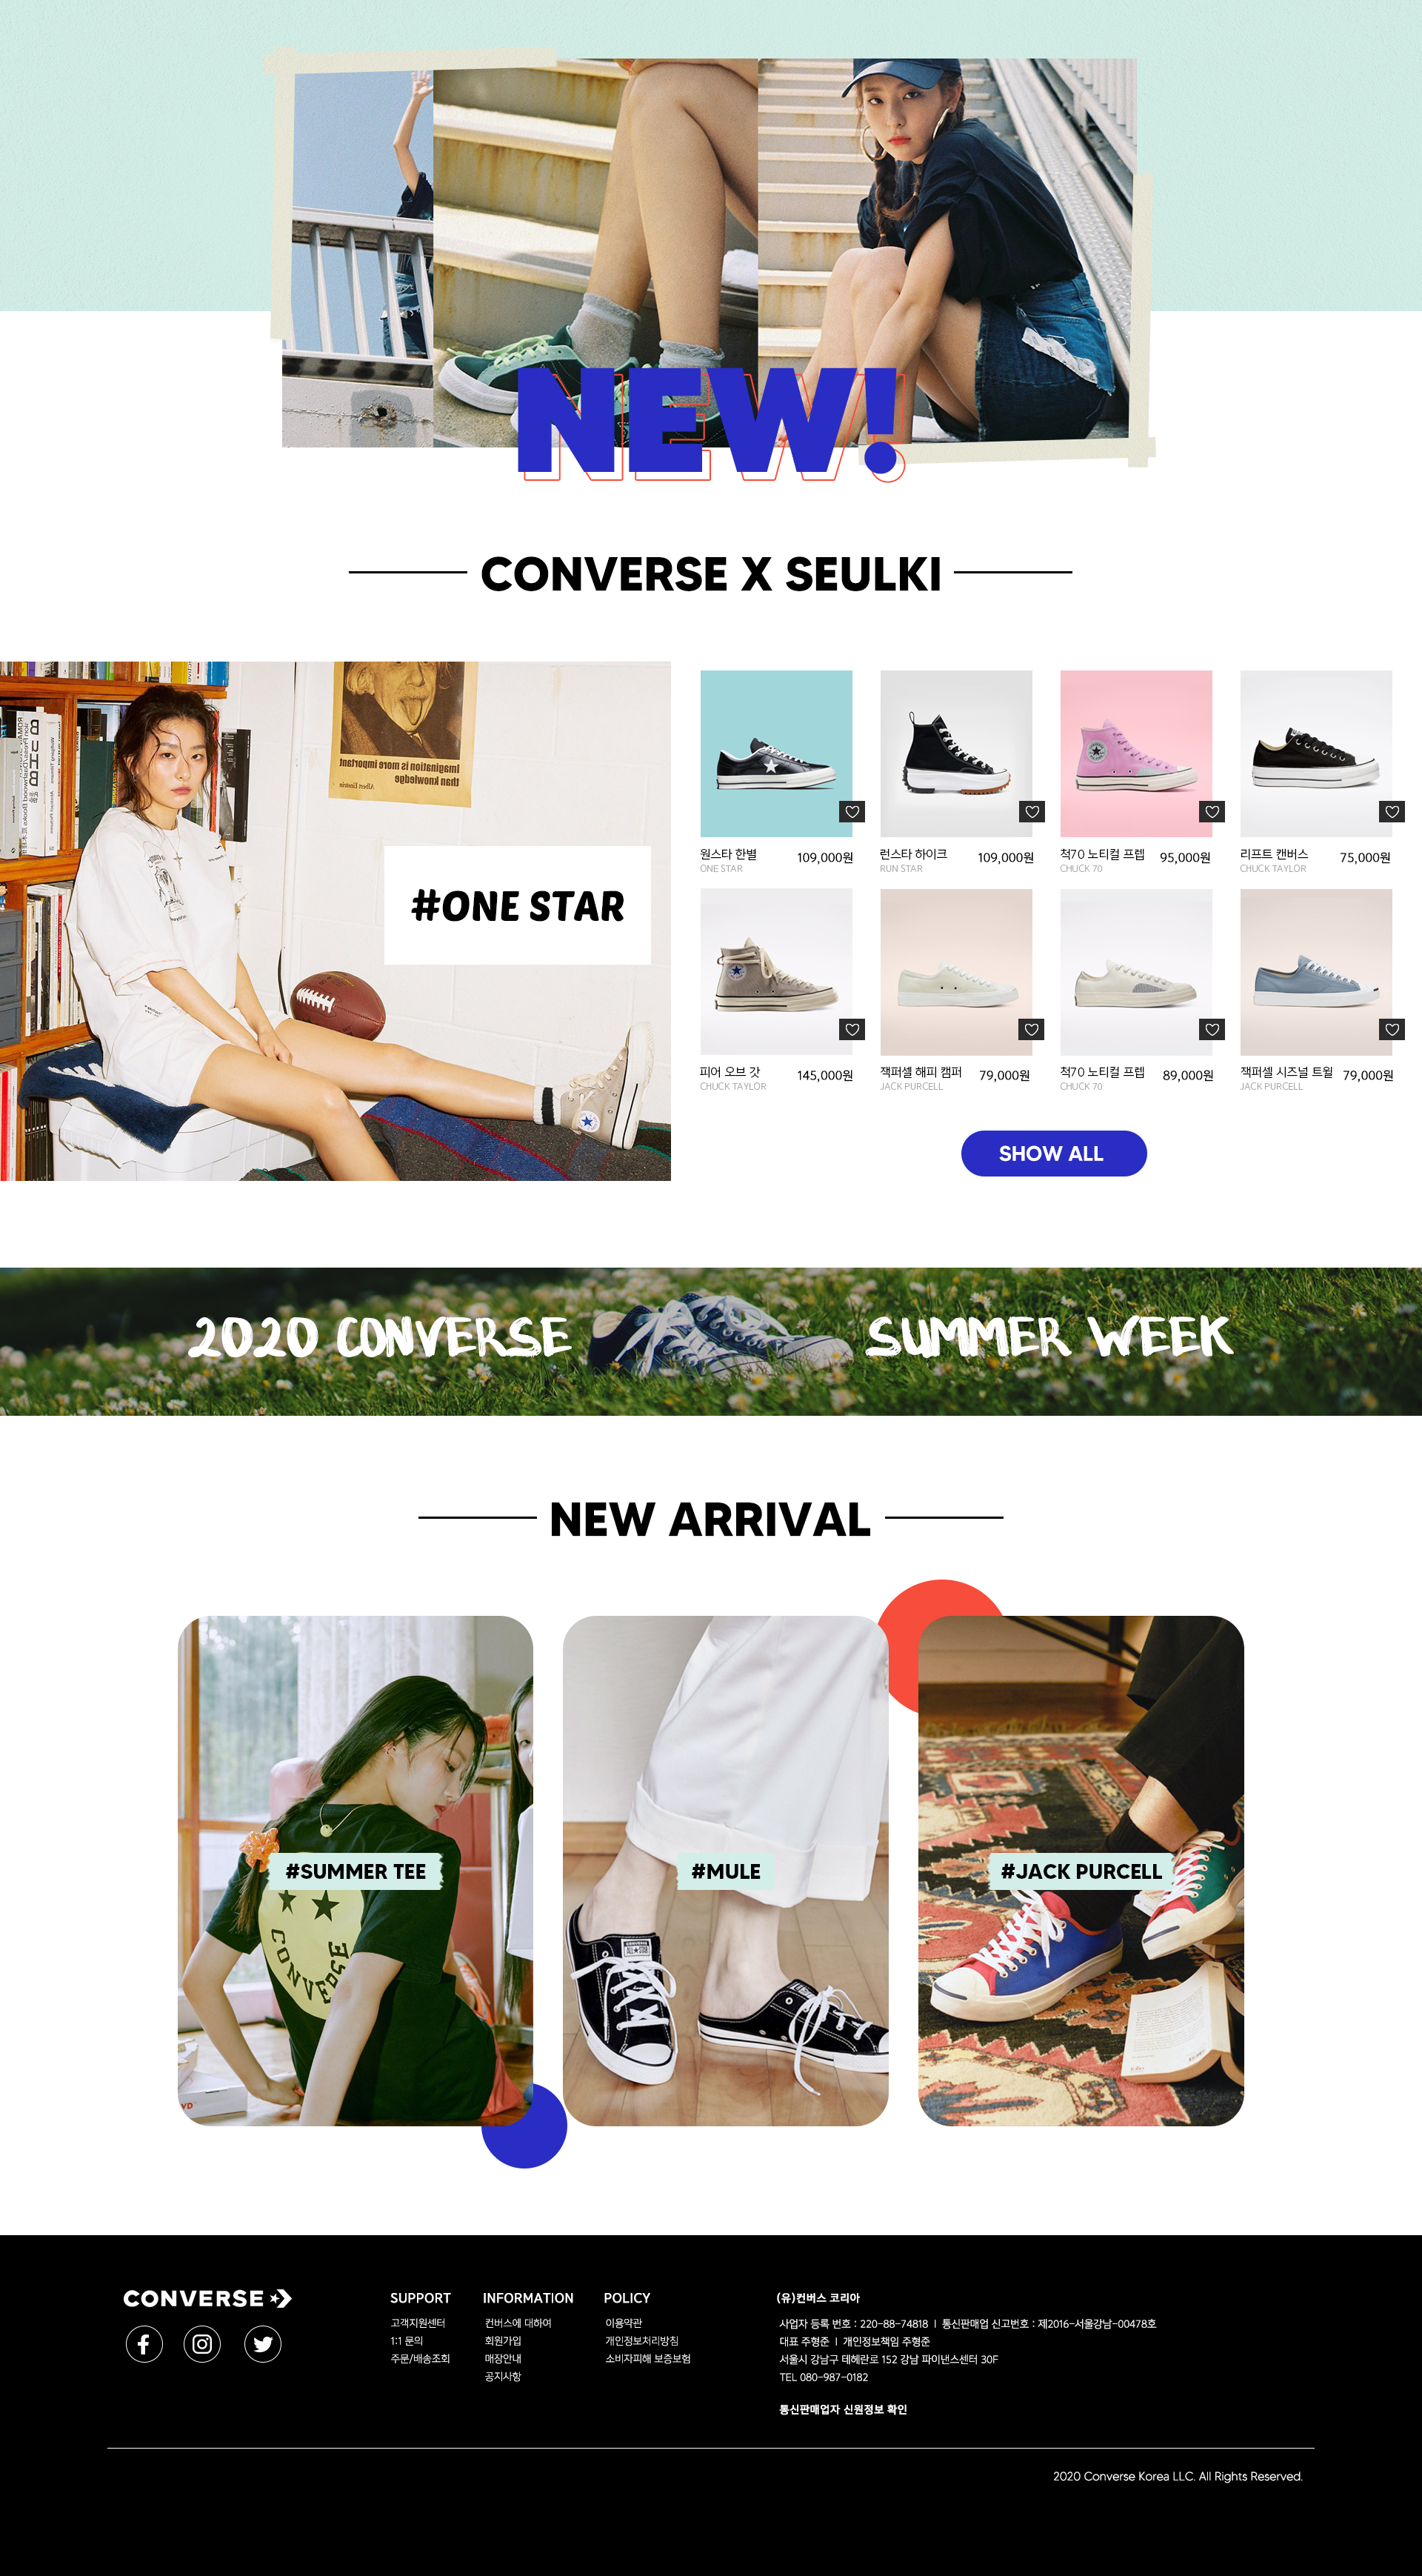 NEW!
CONVERSE X SEULKI
Imagination is more important
than knowledge
Albert Einstein
#ONE STAR
원스타 한별
109,000원
ONE STAR
런스타 하이크
109,000원
RUN STAR
척70 노티컬 프렙
95,000원
CHUCK 70
리프트 캔버스
75,000원
CHUCK TAYLOR
피어 오브 갓
145,000원
CHUCK TAYLOR
잭퍼셀 해피 캠퍼
79,000원
JACK PURCELL
척70 노티컬 프렙
89,000원
CHUCK 70
잭퍼셀 시즈널 트윌
79,000원
JACK PURCELL
SHOW ALL
2020 CONVERSE SUMMER WEEK
NEW ARRIVAL
#SUMMER TEE
CONVERSE
#MULE
#JACK PURCELL
CONVERSE
SUPPORT
고객지원센터
1:1 문의
주문/배송조회
INFORMATION
컨버스에 대하여
회원가입
매장안내
공지사항
POLICY
이용약관
개인정보처리방침
소비자피해 보증보험
(유)컨버스 코리아
사업자 등록 번호 : 220-88-74818 | 통신판매업 신고번호 : 제2016-서울강남-00478호
대표 주형준 | 개인정보책임 주형준
서울시 강남구 테헤란로 152 강남 파이낸스센터 30F
TEL 080-987-0182
통신판매업자 신원정보 확인
2020 Converse Korea LLC. All Rights Reserved.